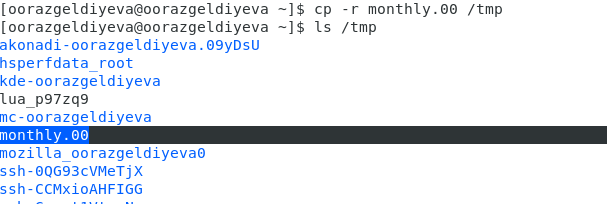 [oorazgeldiyeva@oorazgeldiyeva ~]$ cp -r monthly.00 /tmp
[oorazgeldiyeva@oorazgeldiyeva ~]$ ls /tmp
akonadi-oorazgeldiyeva.09yDsU
hsperfdata_root
kde-oorazgeldiyeva
lua_p97zq9
mc-oorazgeldiyeva
monthly.00
mozilla_oorazgeldiyeva0
ssh-0QG93cVMeTjX
ssh-CCMxioAHFIGG